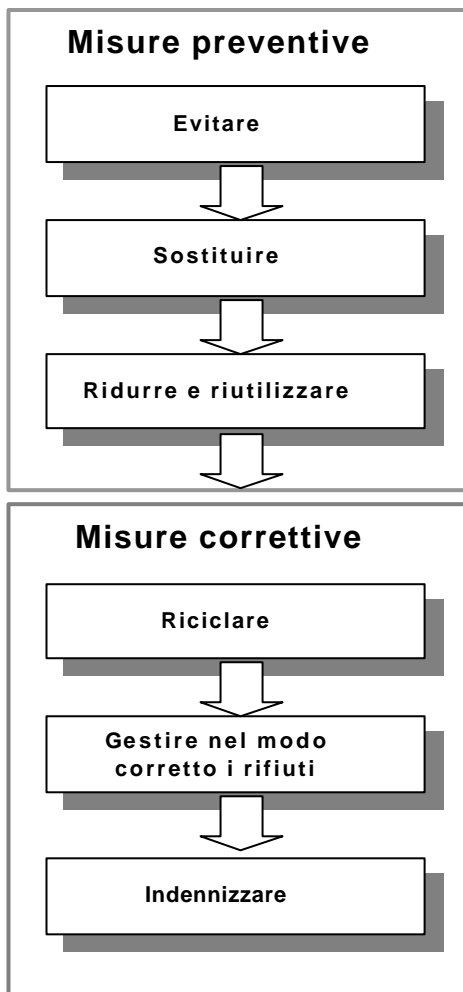 Misure preventive
Evitare
Sostituire
Ridurre e riutilizzare
Misure correttive
Riciclare
Gestire nel modo
corretto i rifiuti
Indennizzare